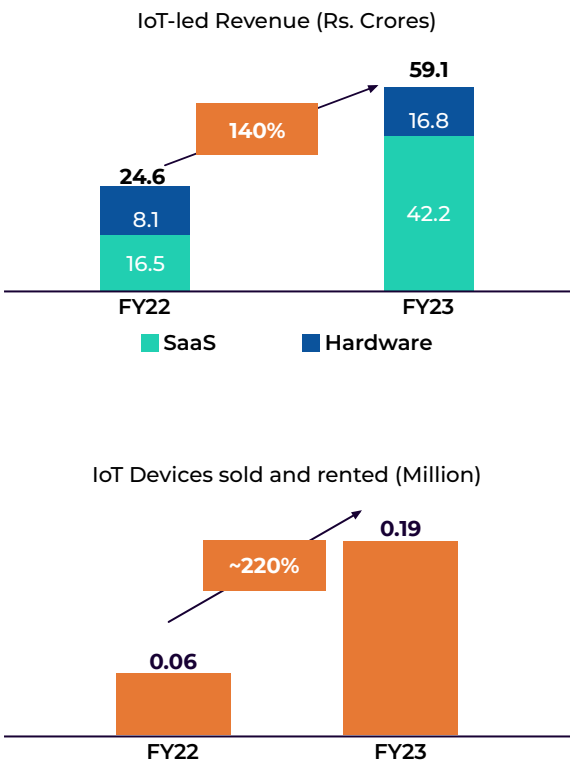 IoT-led Revenue (Rs. Crores)
59.1
16.8
140%
24.6
8.1
42.2
16.5
FY22 FY23
SaaS Hardware
IoT Devices sold and rented (Million)
0.19
~220%
0.06
FY22 FY23